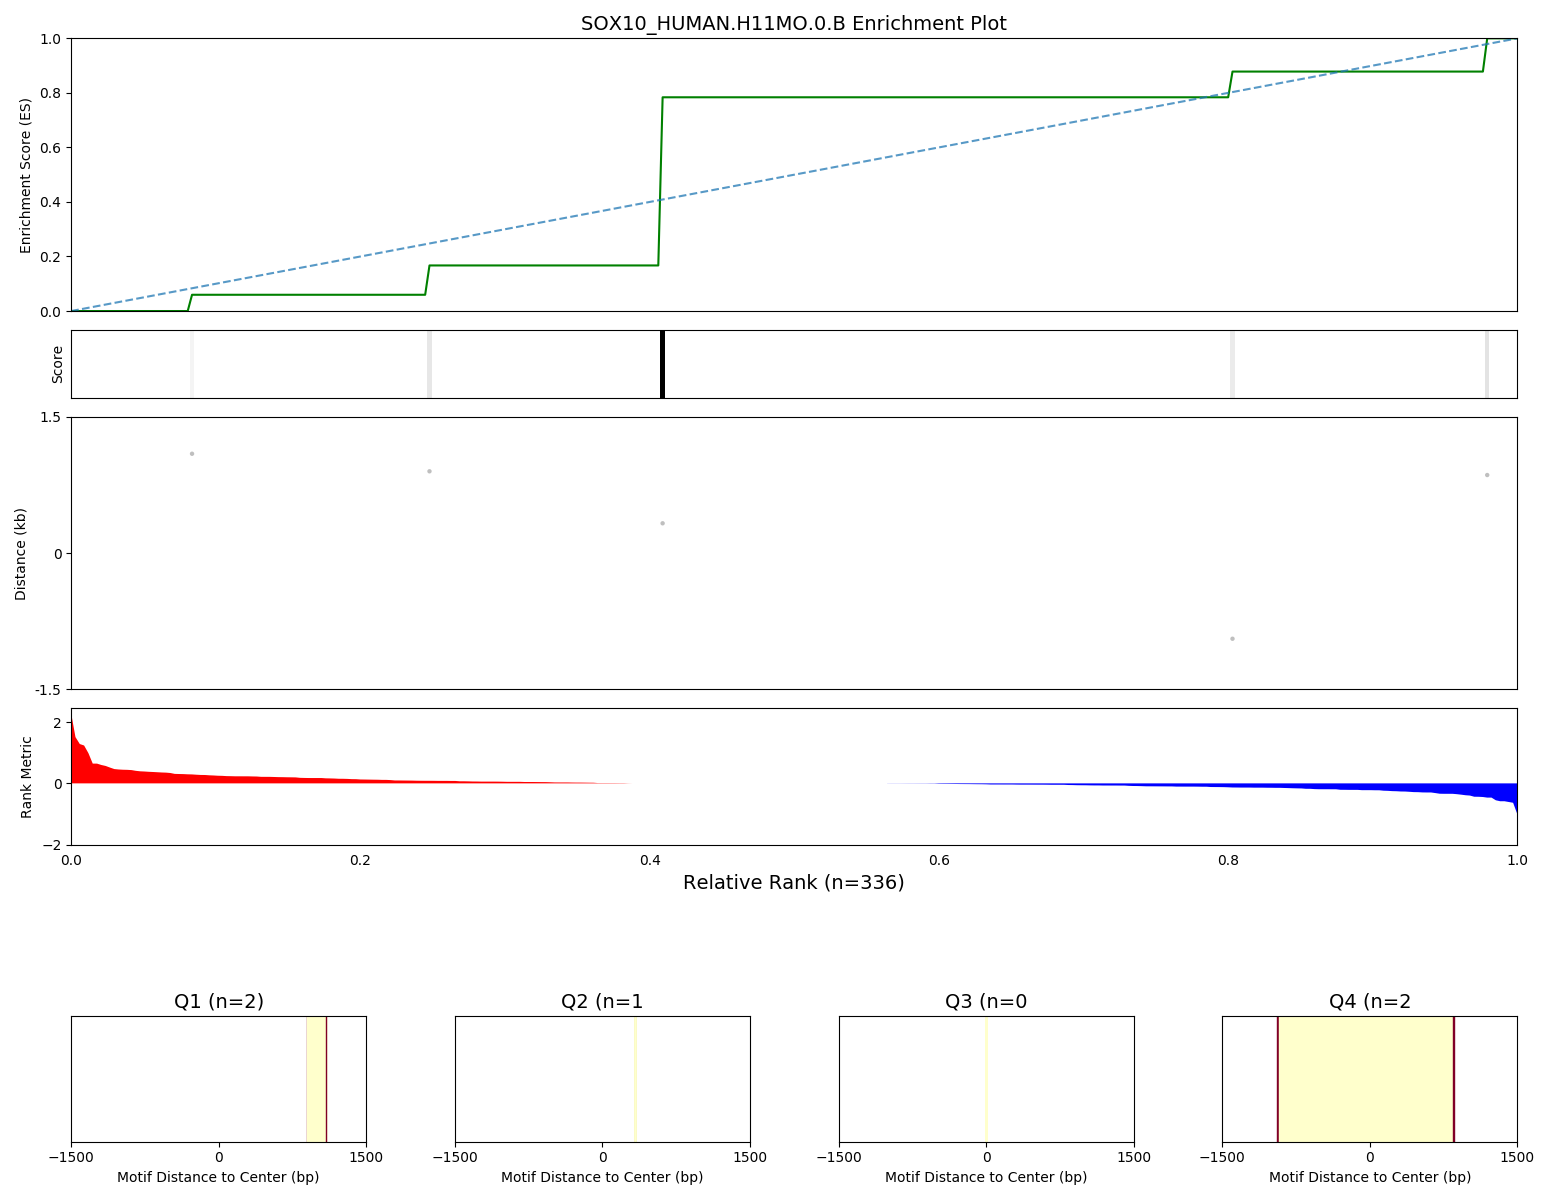 SOX10_HUMAN.H11MO.0.B Enrichment Plot
1.0
0.8
0.6
0.4
0.2
0.0
Enrichment Score (ES)
Score
1.5
0
-1.5
Distance (kb)
2
0
−2
Rank Metric
0.0 0.2 0.4 0.6 0.8 1.0
Relative Rank (n=336)
Q1 (n=2) Q2 (n=1 Q3 (n=0 Q4 (n=2
−1500 0 1500 −1500 0 1500 −1500 0 1500 −1500 0 1500
Motif Distance to Center (bp) Motif Distance to Center (bp) Motif Distance to Center (bp) Motif Distance to Center (bp)